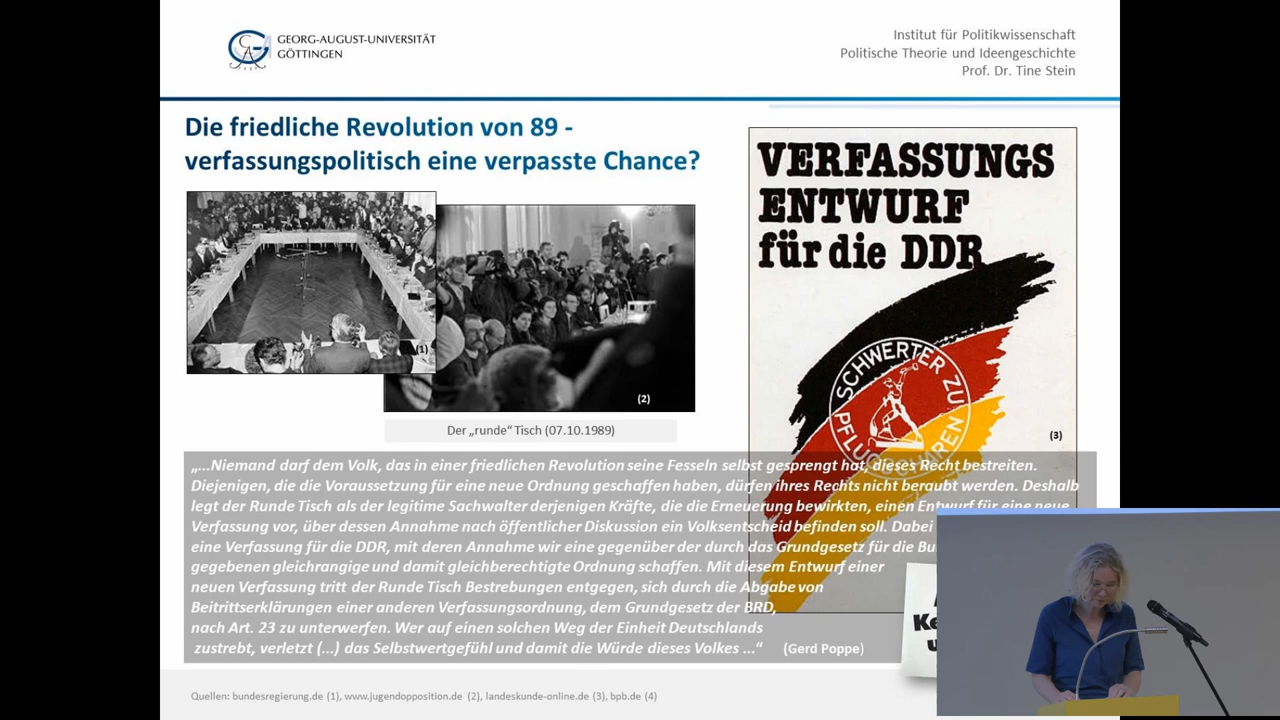 GEORG-AUGUST-UNIVERSITÄT
GÖTTINGEN
Institut für Politikwissenschaft
Politische Theorie und Ideengeschichte
Prof. Dr. Tine Stein
Die friedliche Revolution von 89 -
verfassungspolitisch eine verpasste Chance?
VERFASSUNGS
ENTWURF
für die DDR
SCHWERTER ZU
PFLUGSCHAREN
(1)
(2)
(3)
Der „runde“ Tisch (07.10.1989)
„...Niemand darf dem Volk, das in einer friedlichen Revolution seine Fesseln selbst gesprengt hat, dieses Recht bestreiten.
Diejenigen, die die Voraussetzung für eine neue Ordnung geschaffen haben, dürfen ihres Rechts nicht beraubt werden. Deshalb
legt der Runde Tisch als der legitime Sachwalter derjenigen Kräfte, die die Erneuerung bewirkten, einen Entwurf für eine neue
Verfassung vor, über dessen Annahme nach öffentlicher Diskussion ein Volksentscheid befinden soll. Dabei
eine Verfassung für die DDR, mit deren Annahme wir eine gegenüber der durch das Grundgesetz für die Bu
gegebenen gleichrangige und damit gleichberechtigte Ordnung schaffen. Mit diesem Entwurf einer
neuen Verfassung tritt der Runde Tisch Bestrebungen entgegen, sich durch die Abgabe von
Beitrittserklärungen einer anderen Verfassungsordnung, dem Grundgesetz der BRD,
nach Art. 23 zu unterwerfen. Wer auf einen solchen Weg der Einheit Deutschlands
zustrebt, verletzt (...) das Selbstwertgefühl und damit die Würde dieses Volkes ...“ (Gerd Poppe)
Quellen: bundesregierung.de (1), www.jugendopposition.de (2), landeskunde-online.de (3), bpb.de (4)